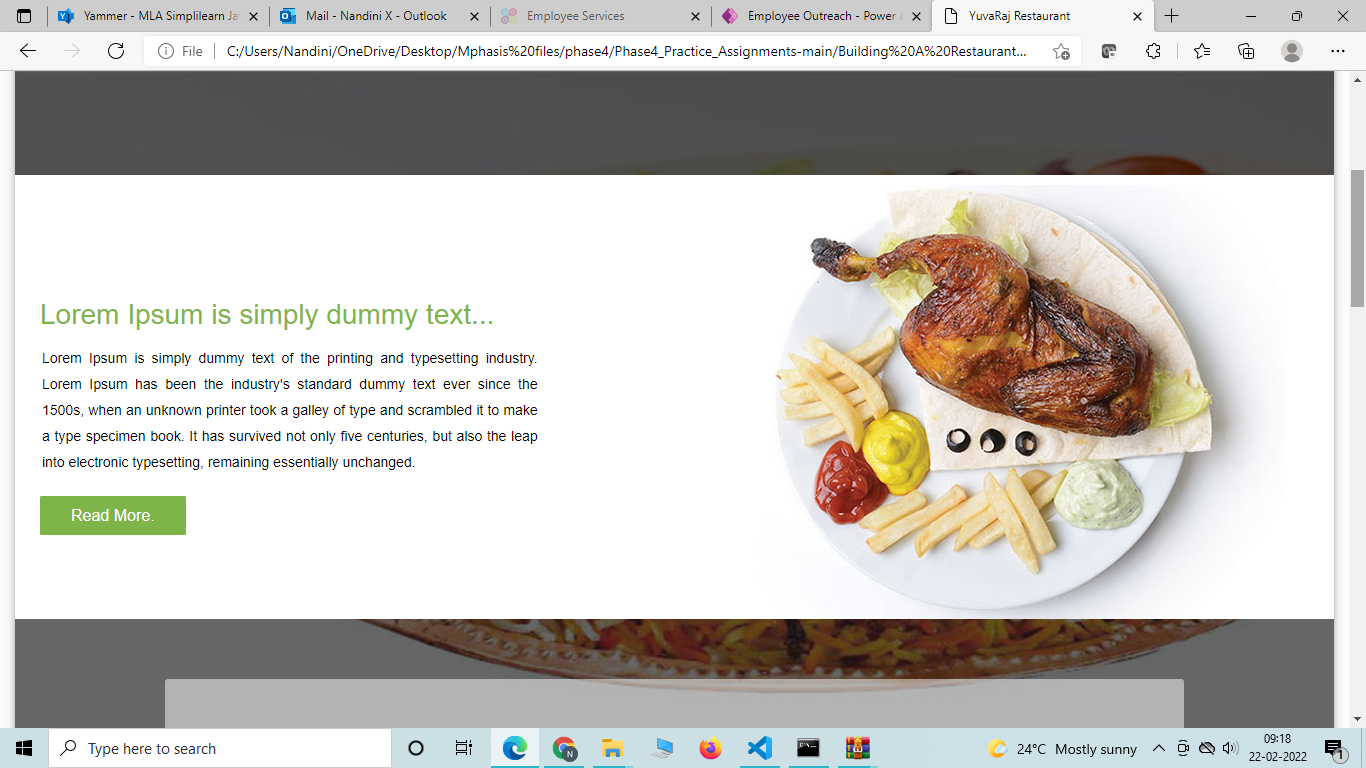 Yammer - MLA Simplilearn Ja
Mail - Nandini X - Outlook
Employee Services
Employee Outreach - Power A
YuvaRaj Restaurant
File
C:/Users/Nandini/OneDrive/Desktop/Mphasis%20files/phase4/Phase4_Practice_Assignments-main/Building%20A%20Restaurant...
Lorem Ipsum is simply dummy text...
Lorem Ipsum is simply dummy text of the printing and typesetting industry.
Lorem Ipsum has been the industry's standard dummy text ever since the
1500s, when an unknown printer took a galley of type and scrambled it to make
a type specimen book. It has survived not only five centuries, but also the leap
into electronic typesetting, remaining essentially unchanged.
Read More.
Type here to search
N
24°C Mostly sunny
09:18
22-02-2022
1